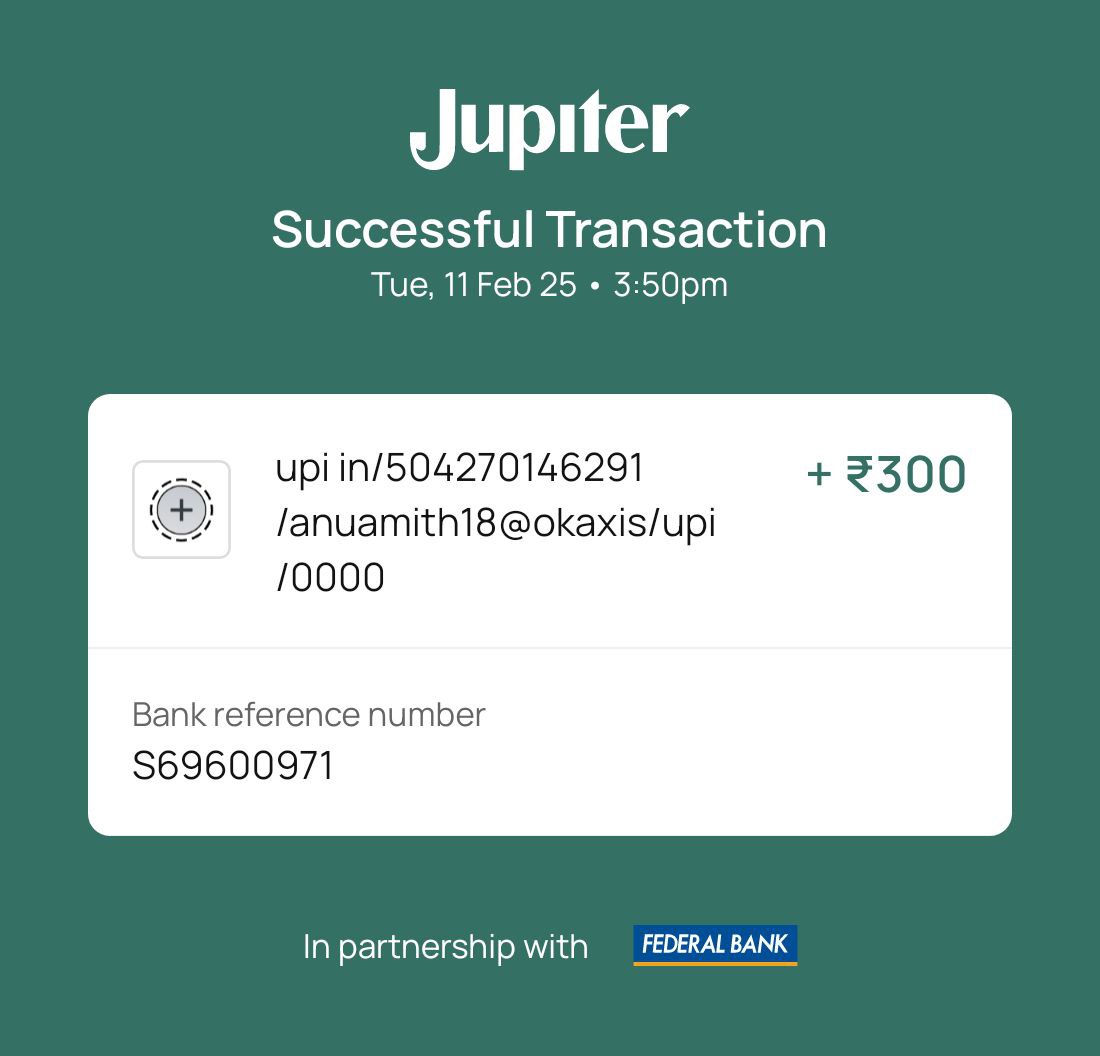 Jupiter
Successful Transaction
Tue, 11 Feb 25 • 3:50pm
upi in/504270146291
/anuamith18@okaxis/upi
/0000
+ ₹300
Bank reference number
S69600971
In partnership with FEDERAL BANK